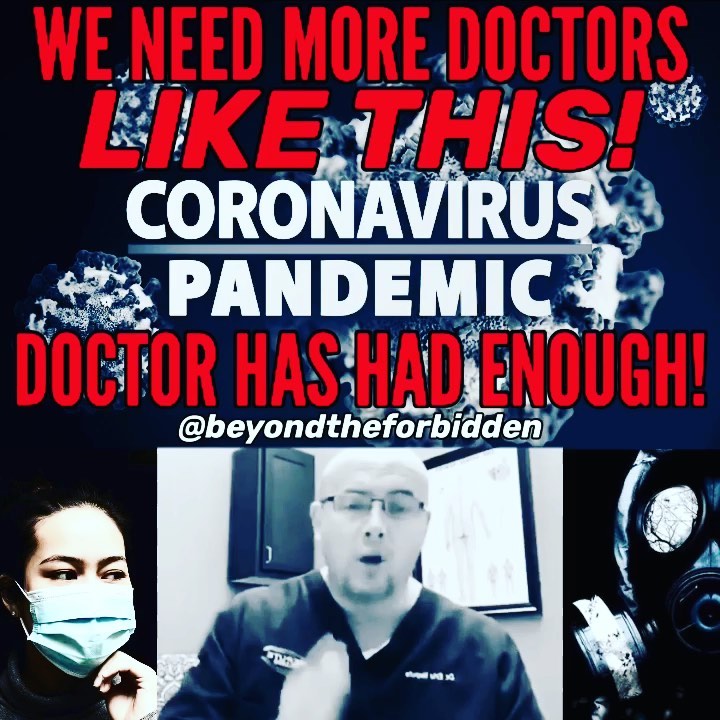 WE NEED MORE DOCTORS
LIKE THIS!
CORONAVIRUS
PANDEMIC
DOCTOR HAS HAD ENOUGH!
@beyondtheforbidden